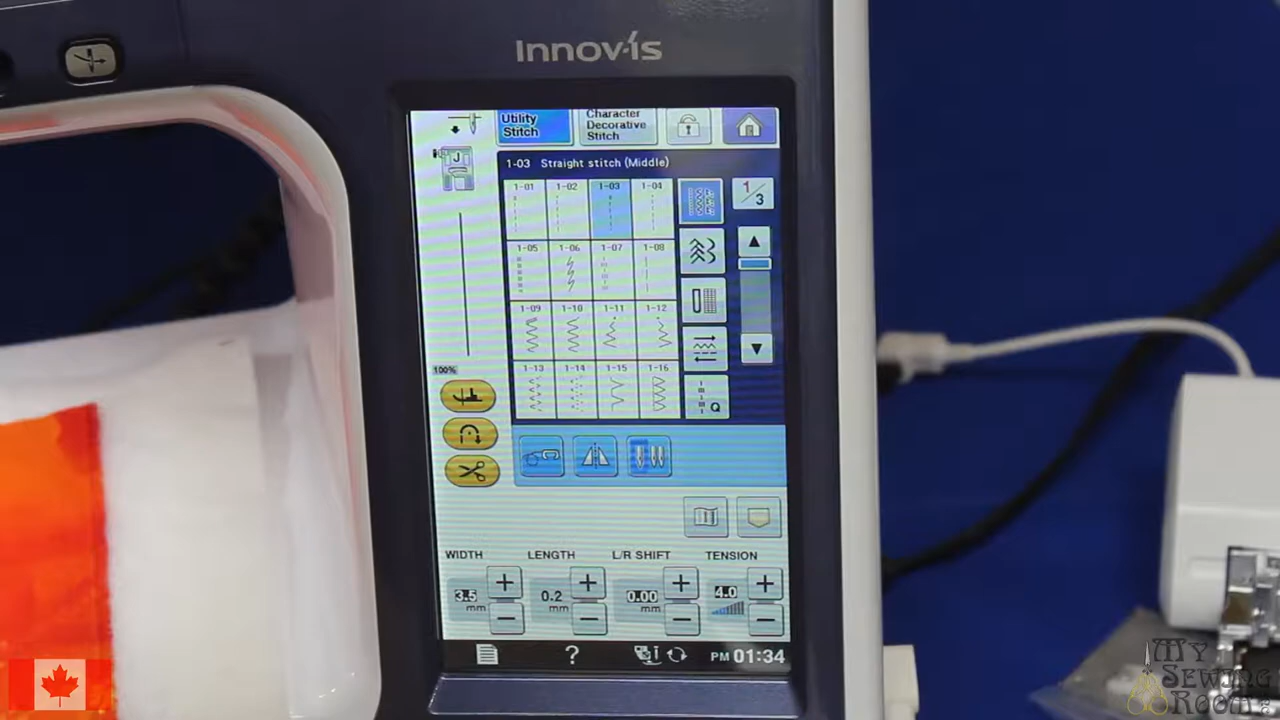 Innov-ís
Utility
Stitch
Character
Decorative
Stitch
J
1-03 Straight stitch (Middle)
1-01 1-02 1-03 1-04
1/3
1-05 1-06 1-07 1-08
1-09 1-10 1-11 1-12
1-13 1-14 1-15 1-16
Q
100%
WIDTH LENGTH L/R SHIFT TENSION
3.5 mm + - 0.2 mm + - 0.00 mm + - 4.0 + -
? PM 01:34
My
Sewing
Room